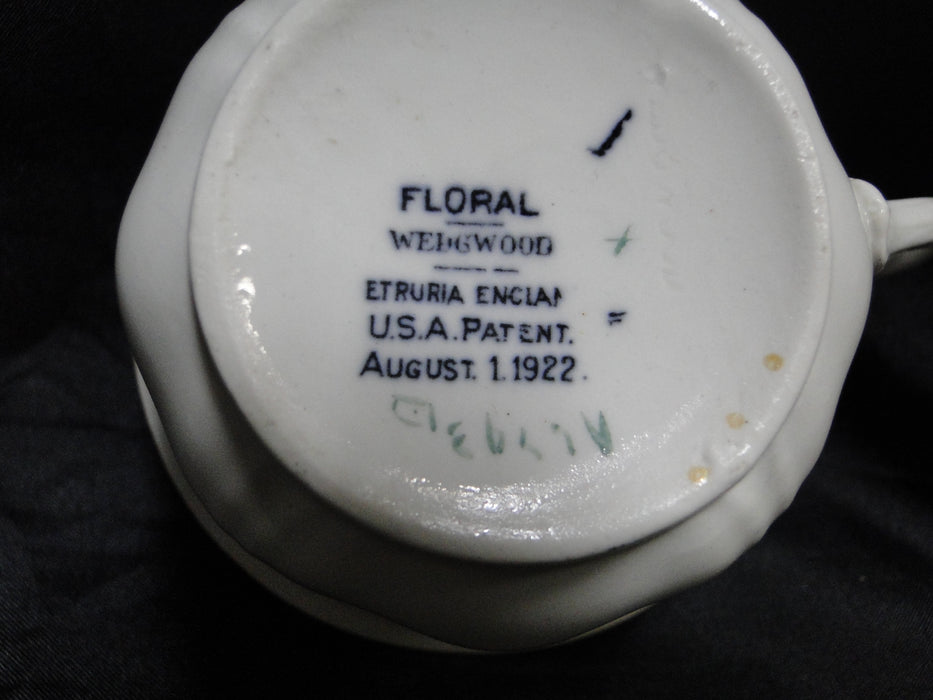 FLORAL
WEDGWOOD
ETRURIA ENGLAN
U.S.A. PATENT.
AUGUST. 1. 1922.